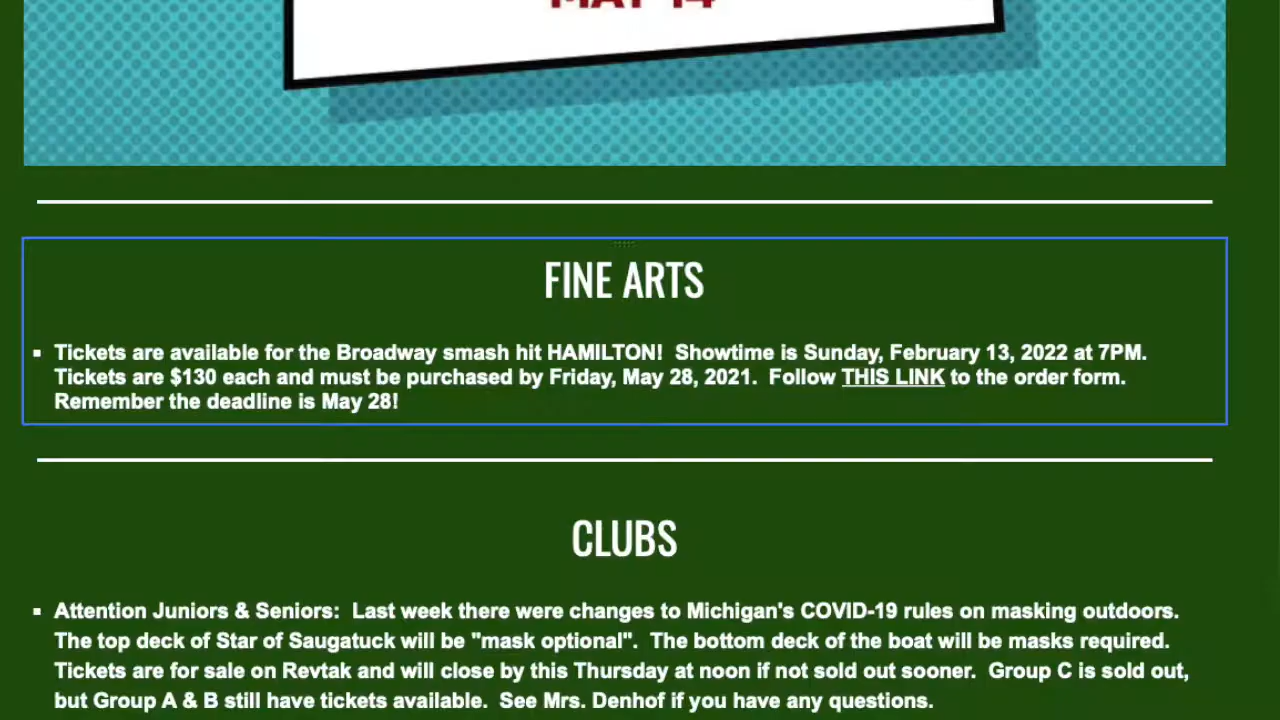 MAY 14
FINE ARTS
▪ Tickets are available for the Broadway smash hit HAMILTON!  Showtime is Sunday, February 13, 2022 at 7PM.
Tickets are $130 each and must be purchased by Friday, May 28, 2021.  Follow THIS LINK to the order form.
Remember the deadline is May 28!
CLUBS
▪ Attention Juniors & Seniors:  Last week there were changes to Michigan's COVID-19 rules on masking outdoors.
The top deck of Star of Saugatuck will be "mask optional".  The bottom deck of the boat will be masks required.
Tickets are for sale on Revtak and will close by this Thursday at noon if not sold out sooner.  Group C is sold out,
but Group A & B still have tickets available.  See Mrs. Denhof if you have any questions.